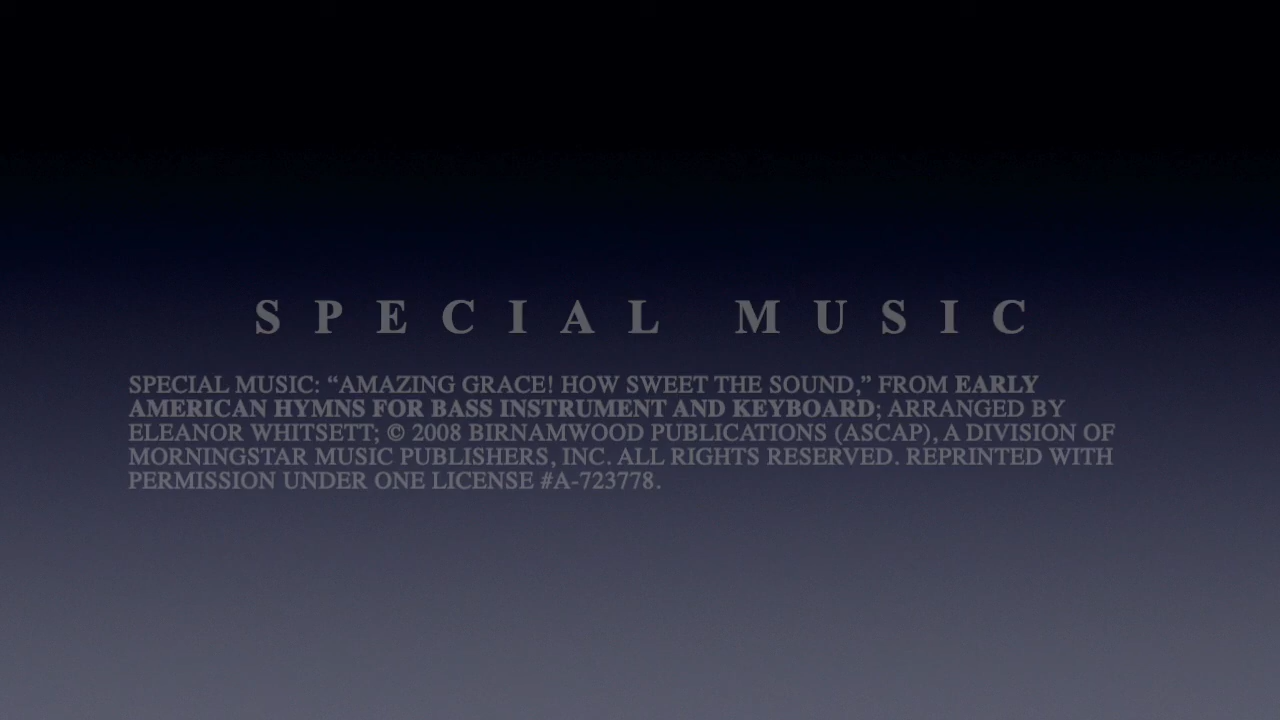 SPECIAL MUSIC
SPECIAL MUSIC: “AMAZING GRACE! HOW SWEET THE SOUND,” FROM EARLY
AMERICAN HYMNS FOR BASS INSTRUMENT AND KEYBOARD; ARRANGED BY
ELEANOR WHITSETT; © 2008 BIRNAMWOOD PUBLICATIONS (ASCAP), A DIVISION OF
MORNINGSTAR MUSIC PUBLISHERS, INC. ALL RIGHTS RESERVED. REPRINTED WITH
PERMISSION UNDER ONE LICENSE #A-723778.